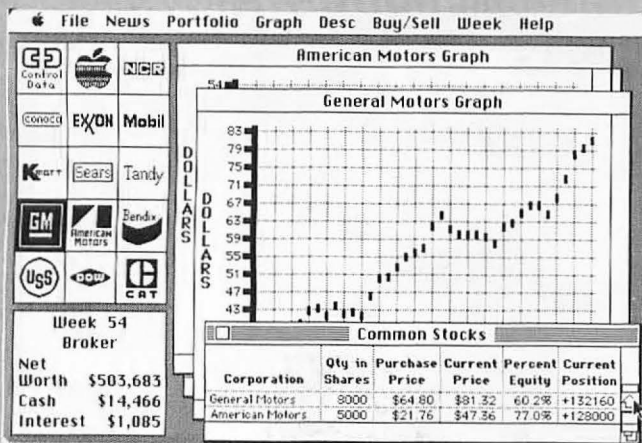 File News Portfolio Graph Desc Buy/Sell Week Help
Control Data
NCR
conoco EXXON Mobil
Kmart Sears Tandy
GM American Motors Bendix
USS DOW CAT
Week 54
Broker
Net
Worth $503,683
Cash $14,466
Interest $1,085
American Motors Graph
54
DOLLARS
General Motors Graph
DOLLARS
83
79
75
71
67
63
59
55
51
47
43
Common Stocks
Corporation Qty in Shares Purchase Price Current Price Percent Equity Current Position
General Motors 8000 $64.80 $81.32 60.2% +132160
American Motors 5000 $21.76 $47.36 77.0% +128000